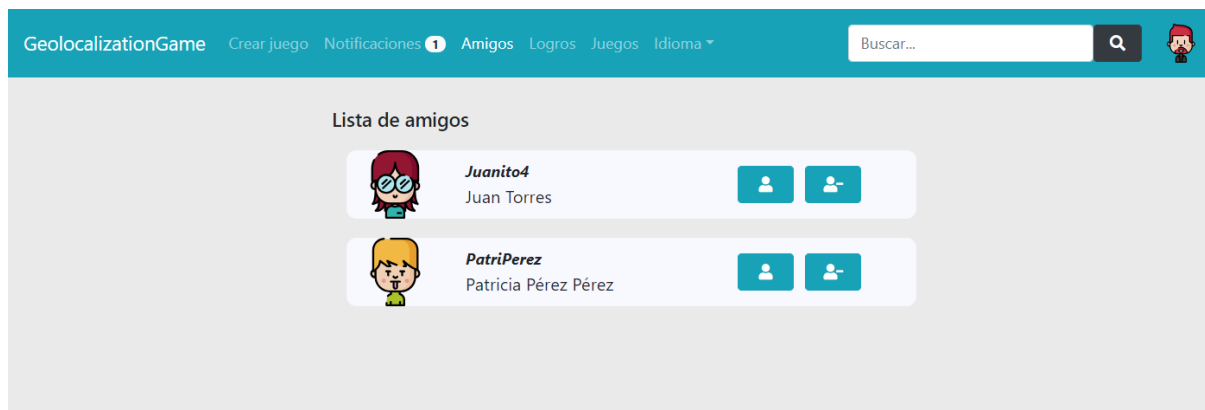 GeolocalizationGame Crear juego Notificaciones 1 Amigos Logros Juegos Idioma Buscar...
Lista de amigos
Juanito4
Juan Torres
PatriPerez
Patricia Pérez Pérez